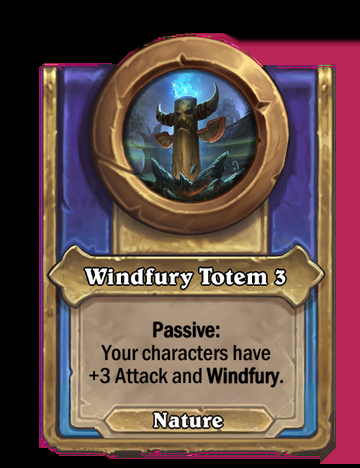 Windfury Totem 3
Passive:
Your characters have
+3 Attack and Windfury.
Nature